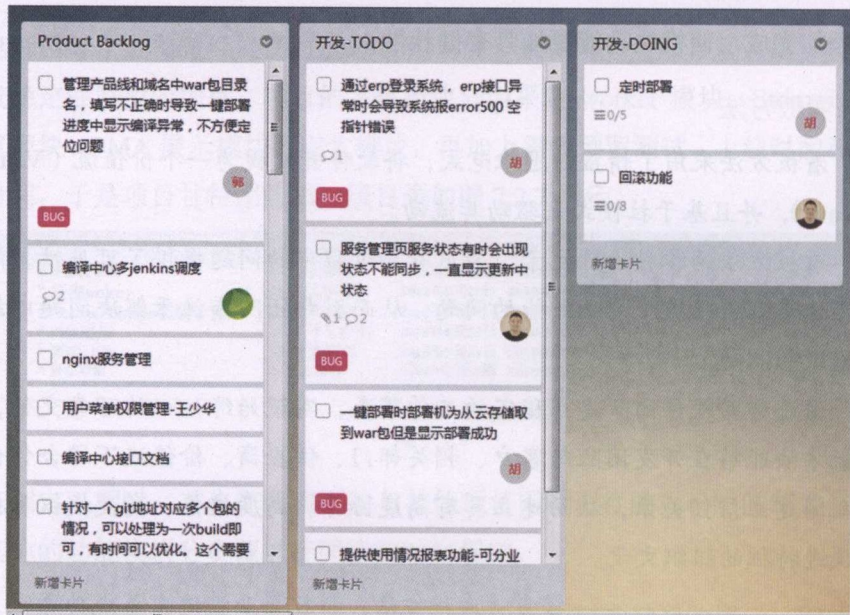 Product Backlog
管理产品线和域名中war包目录
名，填写不正确时导致一键部署
进度中显示编译异常，不方便定
位问题
郭
BUG
编译中心多jenkins调度
2
nginx服务管理
用户菜单权限管理-王少华
编译中心接口文档
针对一个git地址对应多个包的
情况，可以处理为一次build即
可，有时间可以优化。这个需要
新增卡片
开发-TODO
通过erp登录系统，erp接口异
常时会导致系统报error500 空
指针错误
1
胡
BUG
服务管理页服务状态有时会出现
状态不能同步，一直显示更新中
状态
1 2
BUG
一键部署时部署机为从云存储取
到war包但是显示部署成功
胡
BUG
提供使用情况报表功能-可分业
新增卡片
开发-DOING
定时部署
0/5
胡
回滚功能
0/8
新增卡片